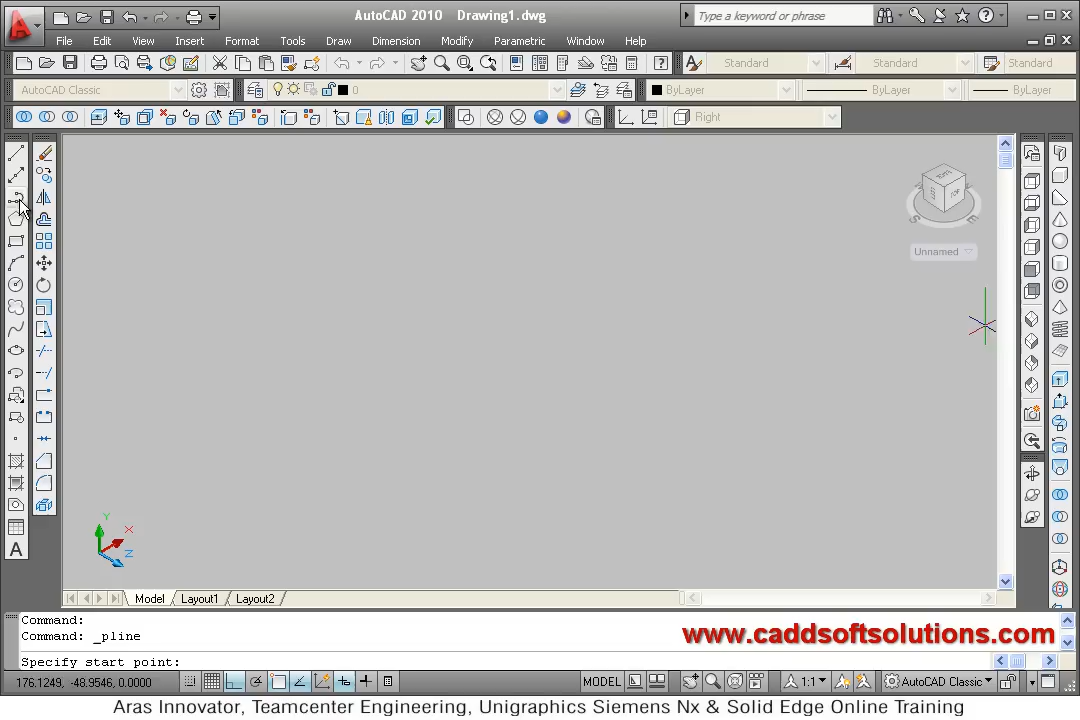 AutoCAD 2010 Drawing1.dwg
Type a keyword or phrase
File Edit View Insert Format Tools Draw Dimension Modify Parametric Window Help
Standard Standard Standard
AutoCAD Classic 0 ByLayer ByLayer ByLayer
Right
Unnamed
Y
X
Z
A
Model Layout1 Layout2
Command:
Command: _pline
www.caddsoftsolutions.com
Specify start point:
176.1249, -48.9546, 0.0000 MODEL 1:1 AutoCAD Classic
Aras Innovator, Teamcenter Engineering, Unigraphics Siemens Nx & Solid Edge Online Training